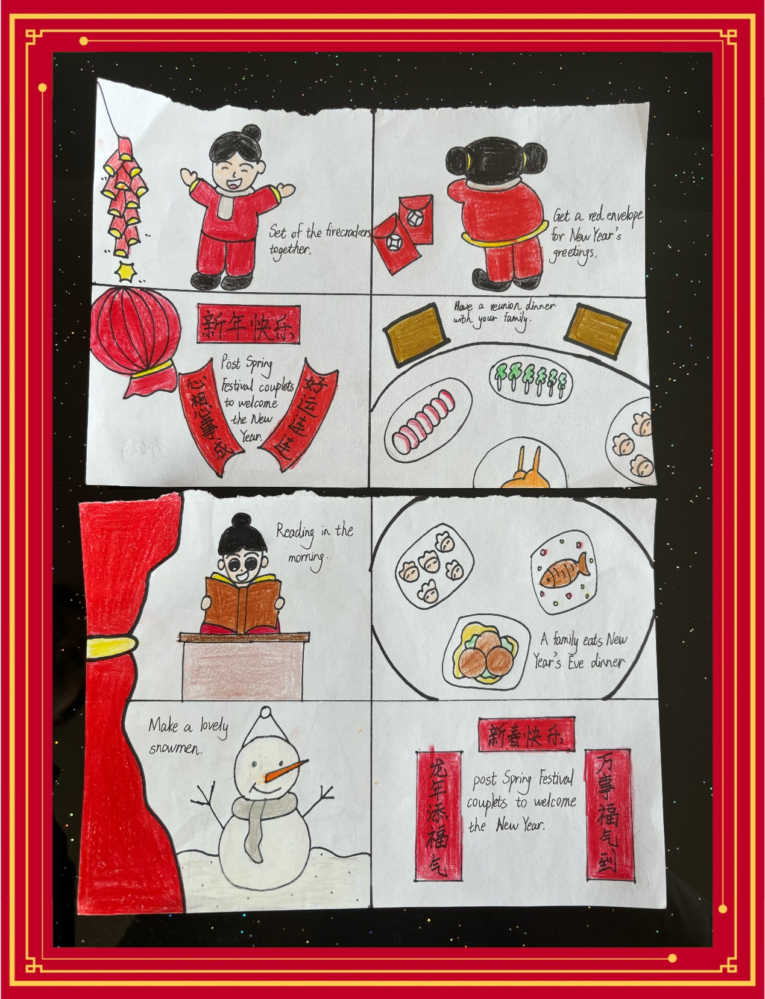 Set of the firecrackers
together.
Get a red envelope
for New Year's
greetings.
新年快乐
Post Spring
Festival couplets
to welcome
the New
Year.
心想事成
好运连连
Have a reunion dinner
with your family.
Reading in the
morning.
A family eats New
Year's Eve dinner
Make a lovely
snowmen.
新春快乐
龙年添福气
post Spring Festival
couplets to welcome
the New Year.
万事福气到